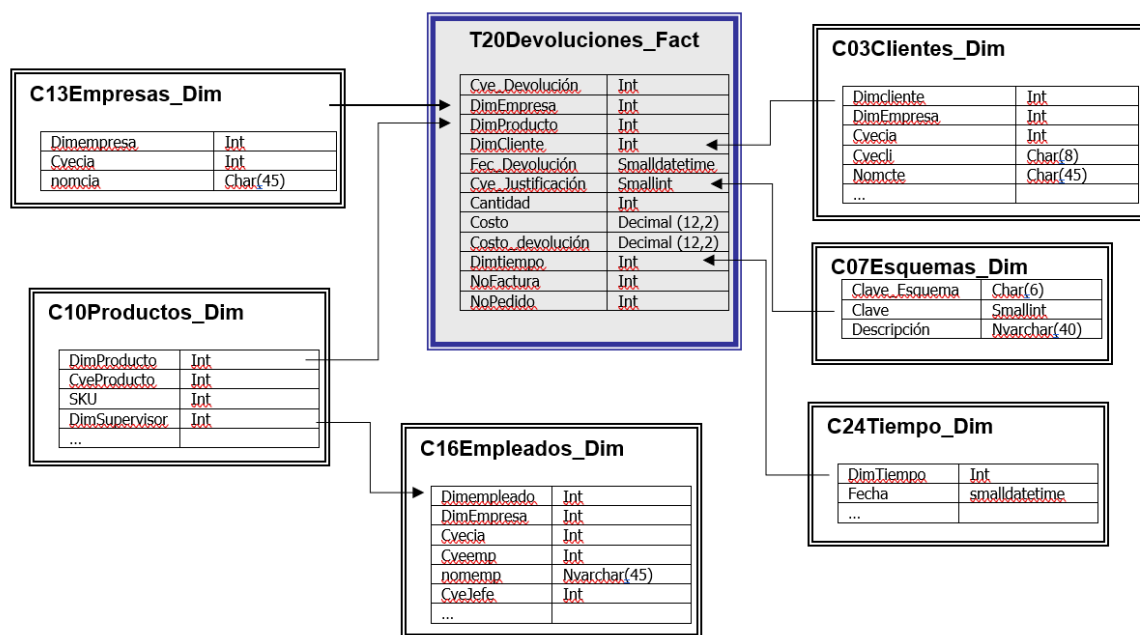 T20Devoluciones_Fact
Cve_Devolución Int
DimEmpresa Int
DimProducto Int
DimCliente Int
Fec_Devolución Smalldatetime
Cve_Justificación Smallint
Cantidad Int
Costo Decimal (12,2)
Costo_devolución Decimal (12,2)
Dimtiempo Int
NoFactura Int
NoPedido Int
C03Clientes_Dim
Dimcliente Int
DimEmpresa Int
Cvecia Int
Cvecli Char(8)
Nomcte Char(45)
...
C13Empresas_Dim
Dimempresa Int
Cvecia Int
nomcia Char(45)
C07Esquemas_Dim
Clave_Esquema Char(6)
Clave Smallint
Descripción Nvarchar(40)
C10Productos_Dim
DimProducto Int
CveProducto Int
SKU Int
DimSupervisor Int
...
C16Empleados_Dim
Dimempleado Int
DimEmpresa Int
Cvecia Int
Cveemp Int
nomemp Nvarchar(45)
CveJefe Int
...
C24Tiempo_Dim
DimTiempo Int
Fecha smalldatetime
...